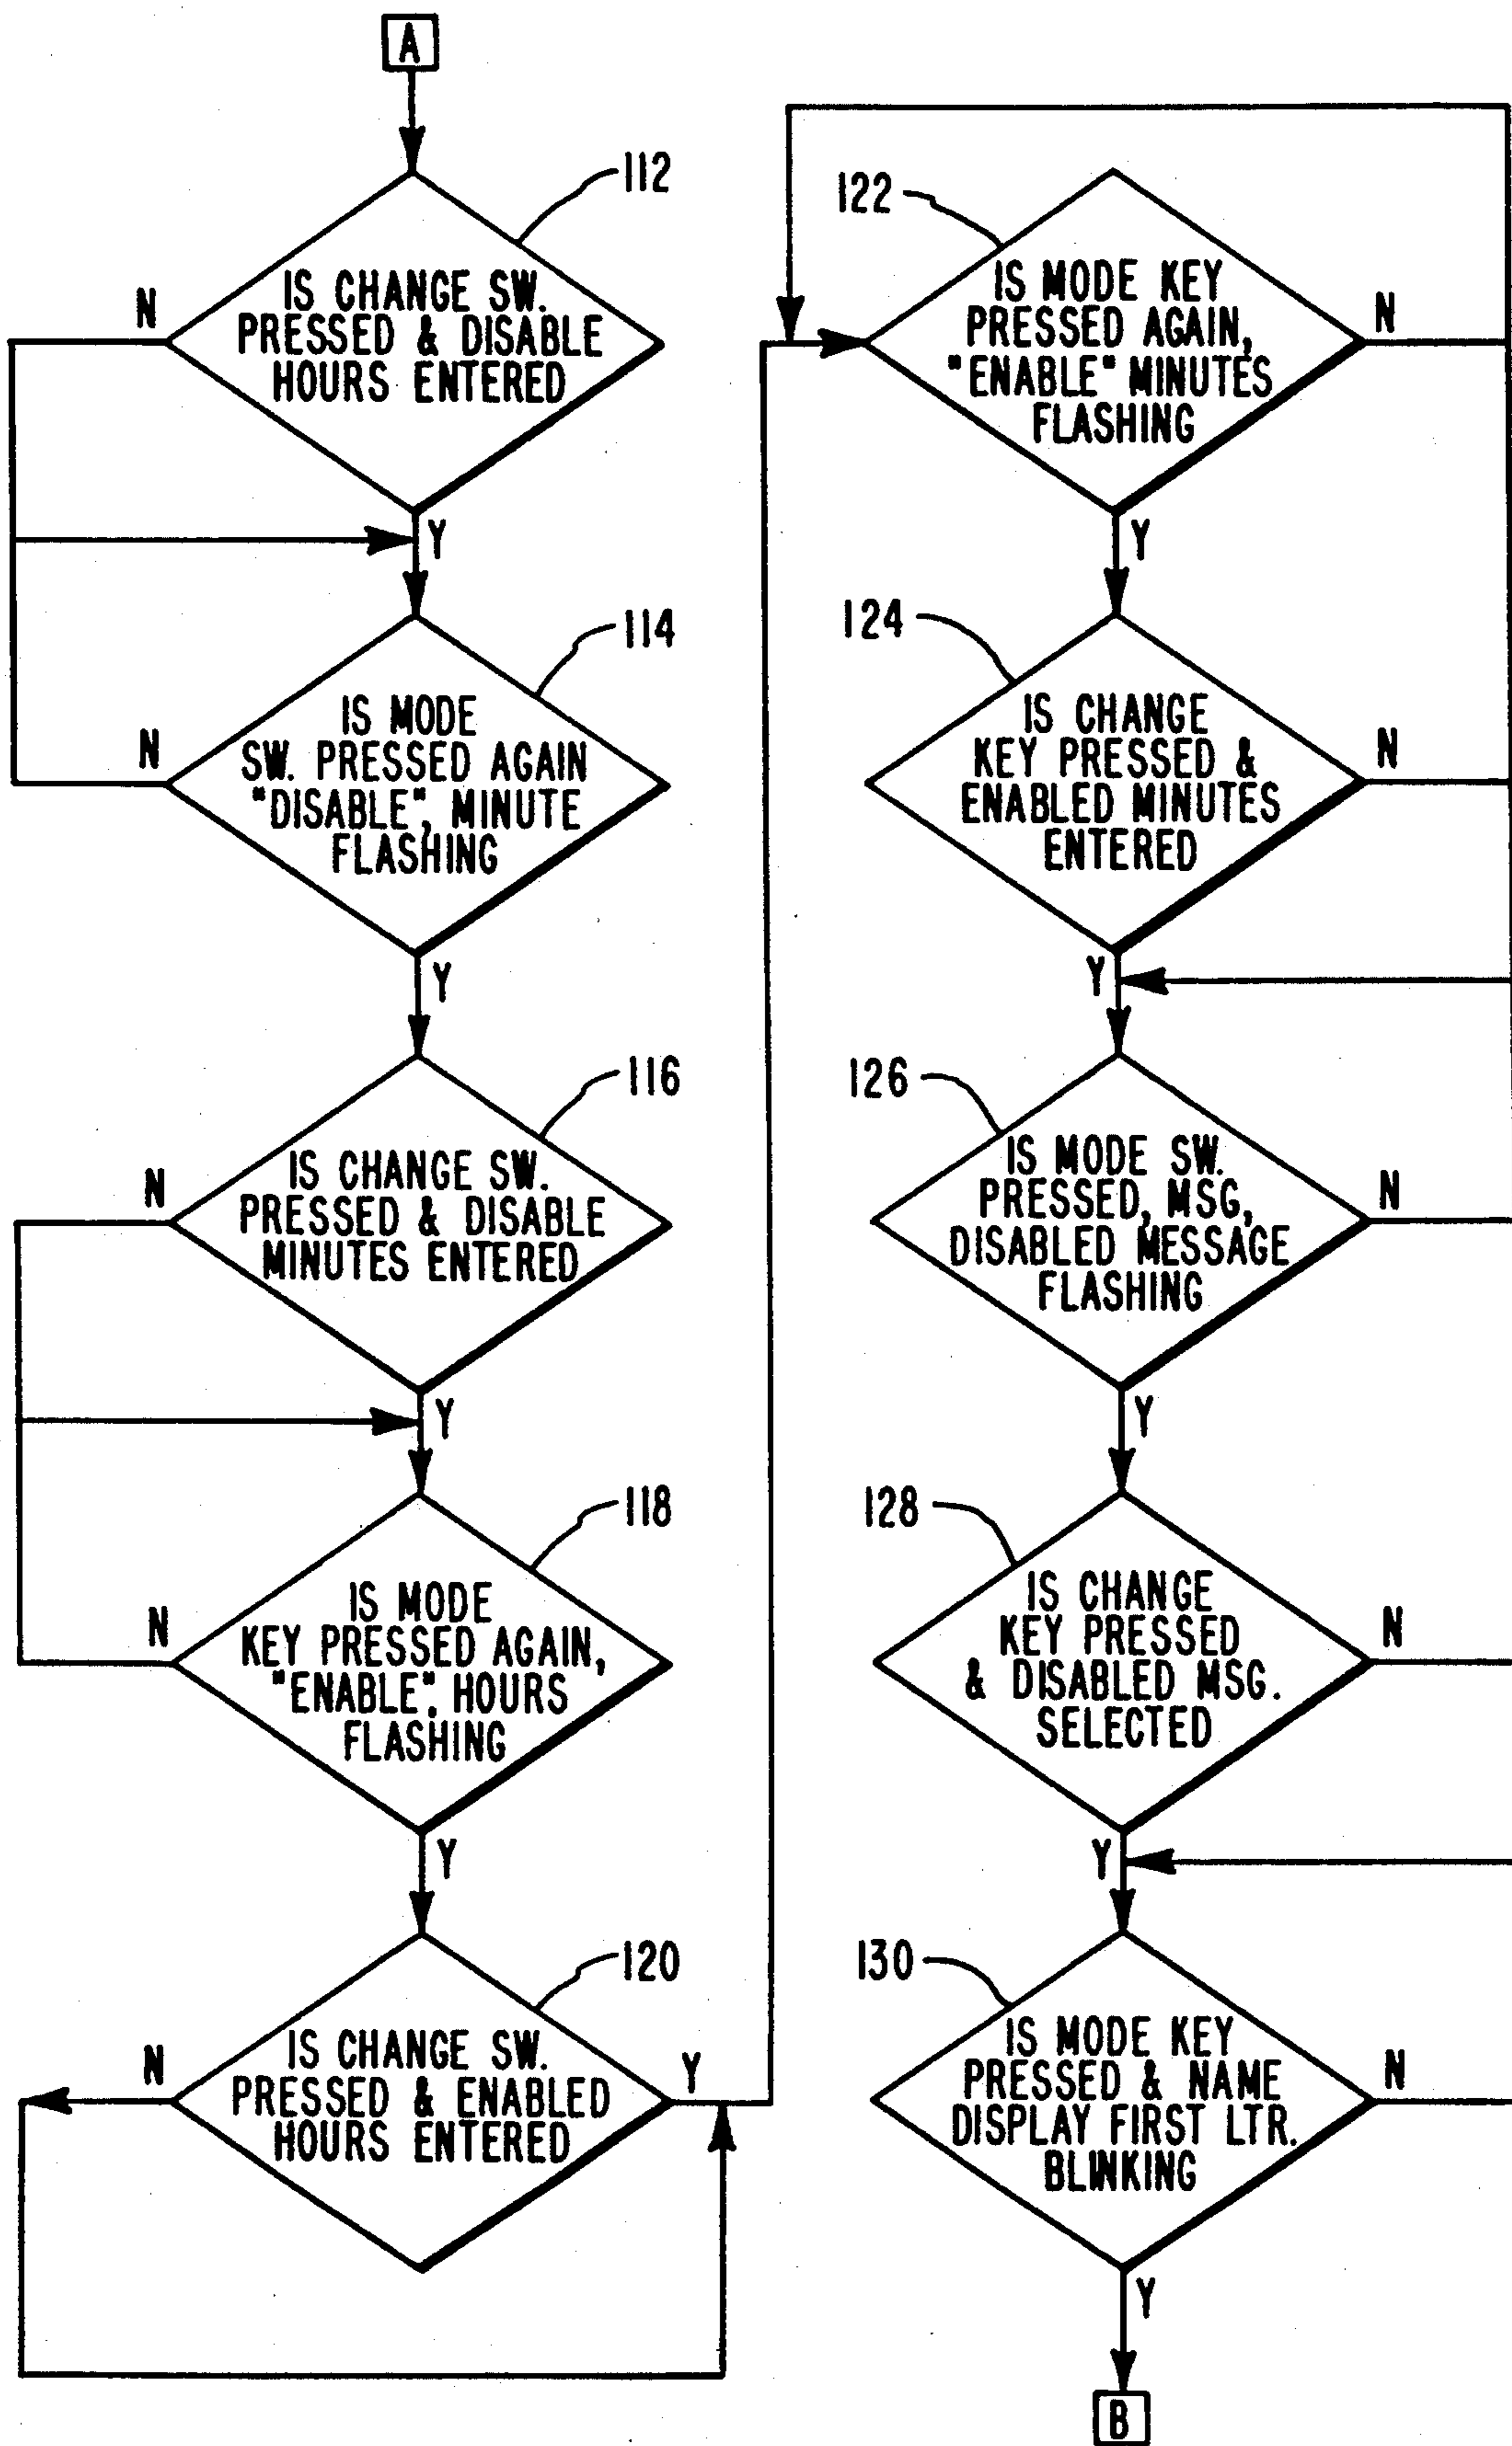 A
112
IS CHANGE SW.
PRESSED & DISABLE
HOURS ENTERED
N
Y
114
IS MODE
SW. PRESSED AGAIN
"DISABLE", MINUTE
FLASHING
N
Y
116
IS CHANGE SW.
PRESSED & DISABLE
MINUTES ENTERED
N
Y
118
IS MODE
KEY PRESSED AGAIN,
"ENABLE", HOURS
FLASHING
N
Y
120
IS CHANGE SW.
PRESSED & ENABLED
HOURS ENTERED
N
Y
122
IS MODE KEY
PRESSED AGAIN,
"ENABLE" MINUTES
FLASHING
N
Y
124
IS CHANGE
KEY PRESSED &
ENABLED MINUTES
ENTERED
N
Y
126
IS MODE SW.
PRESSED, MSG,
DISABLED MESSAGE
FLASHING
N
Y
128
IS CHANGE
KEY PRESSED
& DISABLED MSG.
SELECTED
N
Y
130
IS MODE KEY
PRESSED & NAME
DISPLAY FIRST LTR.
BLINKING
N
Y
B